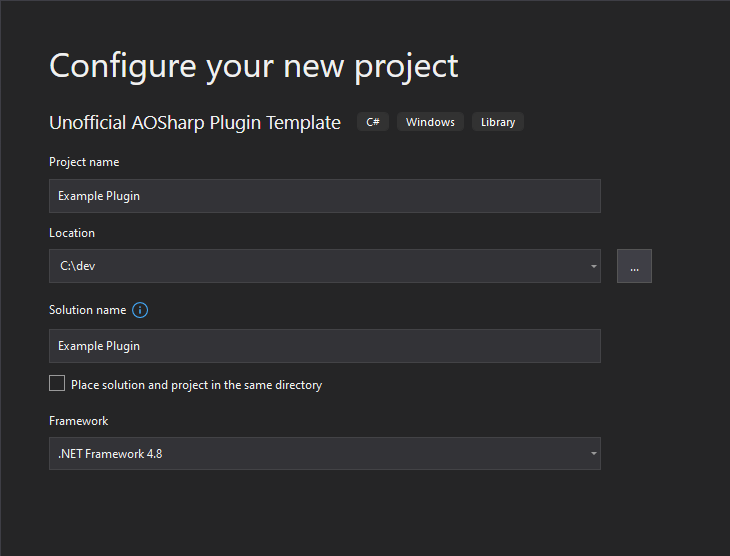 Configure your new project
Unofficial AOSharp Plugin Template C# Windows Library
Project name
Example Plugin
Location
C:\dev
...
Solution name
Example Plugin
Place solution and project in the same directory
Framework
.NET Framework 4.8